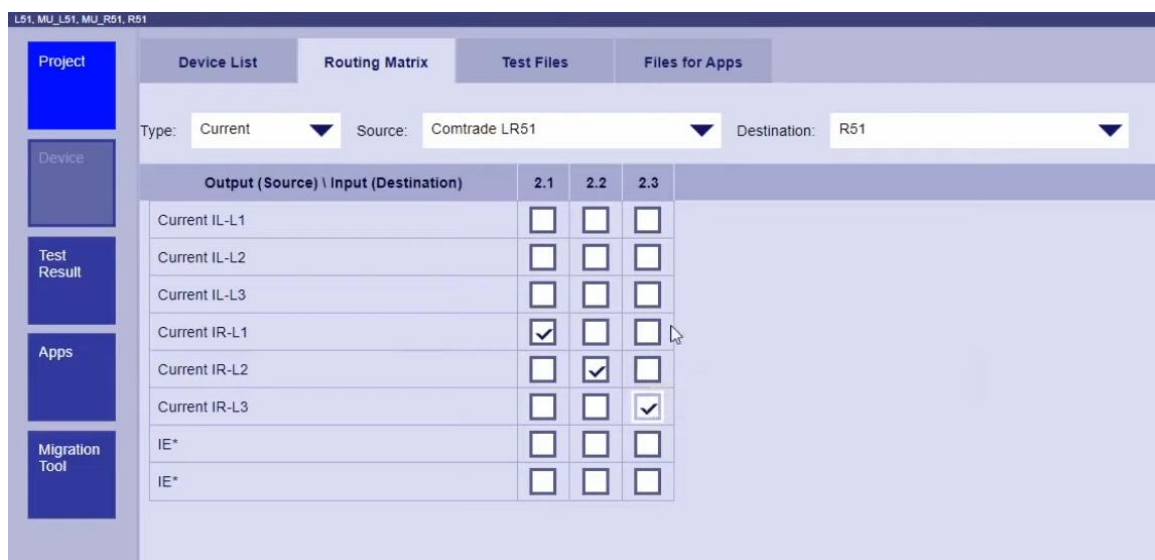 L51, MU_L51, MU_R51, R51
Project
Device
Test
Result
Apps
Migration
Tool
Device List Routing Matrix Test Files Files for Apps
Type: Current Source: Comtrade LR51 Destination: R51
Output (Source) \ Input (Destination) 2.1 2.2 2.3
Current IL-L1
Current IL-L2
Current IL-L3
Current IR-L1
Current IR-L2
Current IR-L3
IE*
IE*